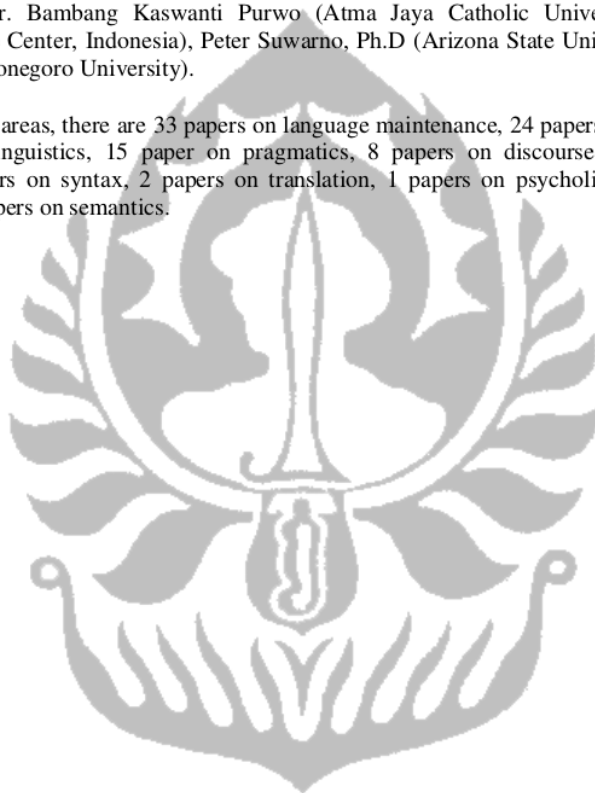 r. Bambang Kaswanti Purwo (Atma Jaya Catholic Unive
Center, Indonesia), Peter Suwarno, Ph.D (Arizona State Uni
onegoro University).
areas, there are 33 papers on language maintenance, 24 papers
nguistics, 15 paper on pragmatics, 8 papers on discourse
rs on syntax, 2 papers on translation, 1 papers on psycholi
pers on semantics.